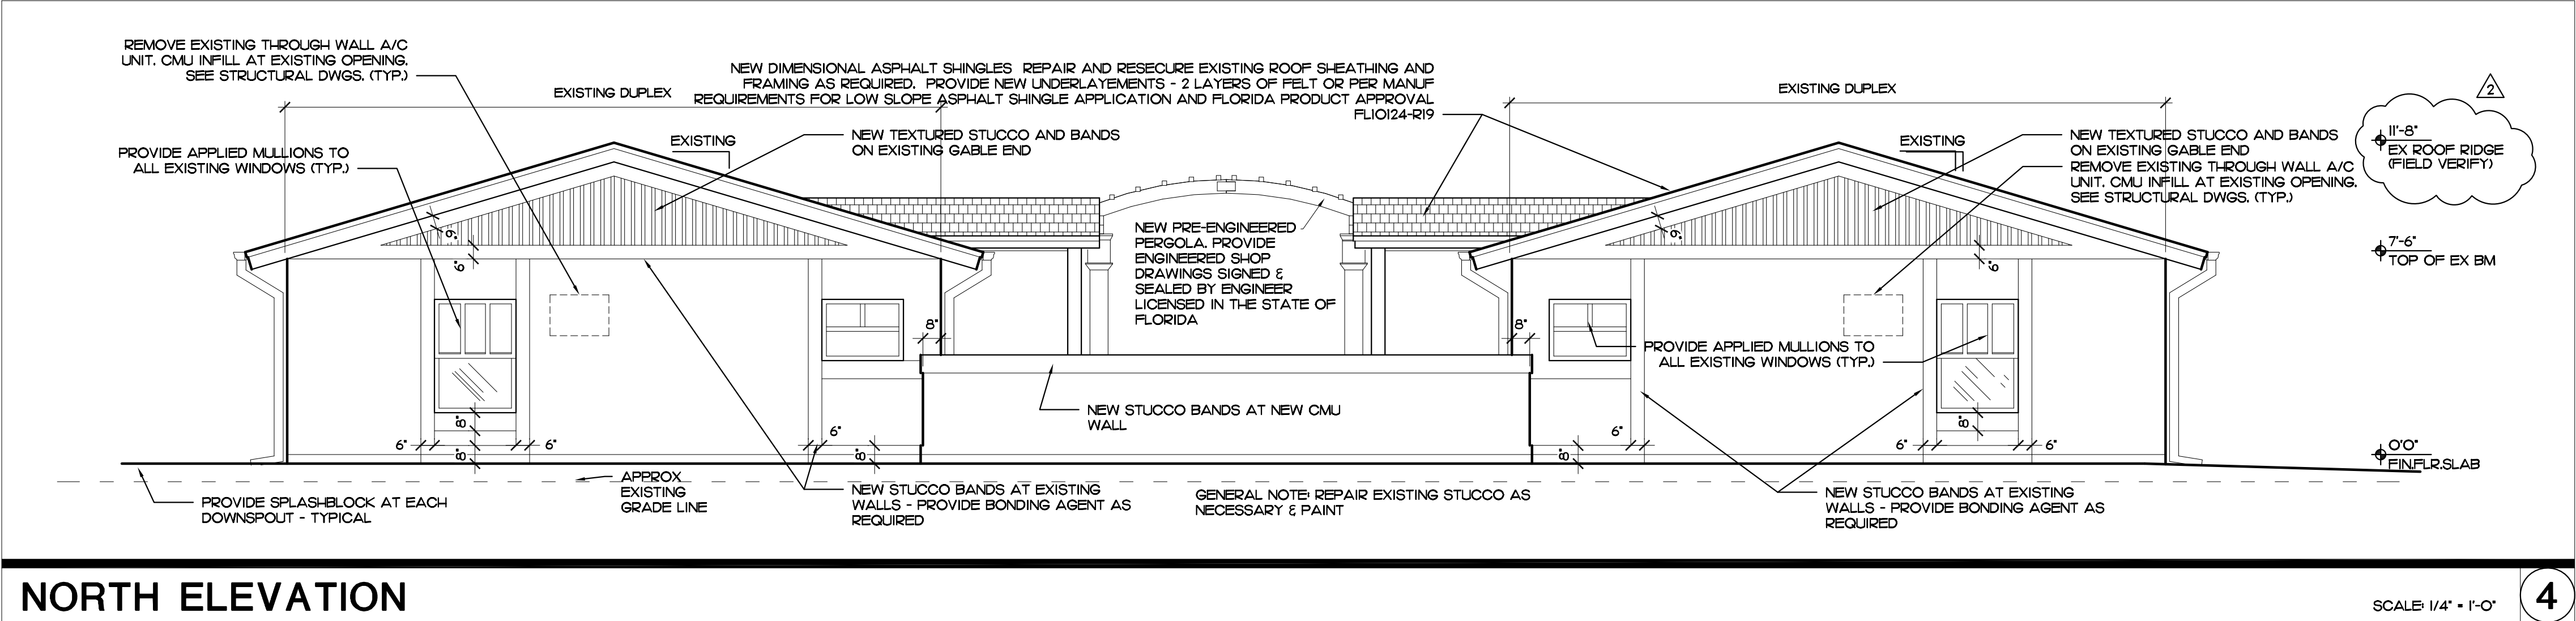 REMOVE EXISTING THROUGH WALL A/C
UNIT. CMU INFILL AT EXISTING OPENING.
SEE STRUCTURAL DWGS. (TYP.)
EXISTING DUPLEX
NEW DIMENSIONAL ASPHALT SHINGLES REPAIR AND RESECURE EXISTING ROOF SHEATHING AND
FRAMING AS REQUIRED. PROVIDE NEW UNDERLAYEMENTS - 2 LAYERS OF FELT OR PER MANUF
REQUIREMENTS FOR LOW SLOPE ASPHALT SHINGLE APPLICATION AND FLORIDA PRODUCT APPROVAL
FL10124-R19
EXISTING DUPLEX
2
PROVIDE APPLIED MULLIONS TO
ALL EXISTING WINDOWS (TYP.)
EXISTING
NEW TEXTURED STUCCO AND BANDS
ON EXISTING GABLE END
EXISTING
NEW TEXTURED STUCCO AND BANDS
ON EXISTING GABLE END
REMOVE EXISTING THROUGH WALL A/C
UNIT. CMU INFILL AT EXISTING OPENING.
SEE STRUCTURAL DWGS. (TYP.)
11'-8"
EX ROOF RIDGE
(FIELD VERIFY)
NEW PRE-ENGINEERED
PERGOLA. PROVIDE
ENGINEERED SHOP
DRAWINGS SIGNED &
SEALED BY ENGINEER
LICENSED IN THE STATE OF
FLORIDA
6"
6"
6"
6"
7'-6"
TOP OF EX BM
8"
8"
PROVIDE APPLIED MULLIONS TO
ALL EXISTING WINDOWS (TYP.)
NEW STUCCO BANDS AT NEW CMU
WALL
8"
8"
6"
6"
6"
6"
6"
6"
8"
8"
8"
0'0"
FIN.FLR.SLAB
PROVIDE SPLASHBLOCK AT EACH
DOWNSPOUT - TYPICAL
APPROX
EXISTING
GRADE LINE
NEW STUCCO BANDS AT EXISTING
WALLS - PROVIDE BONDING AGENT AS
REQUIRED
GENERAL NOTE: REPAIR EXISTING STUCCO AS
NECESSARY & PAINT
NEW STUCCO BANDS AT EXISTING
WALLS - PROVIDE BONDING AGENT AS
REQUIRED
NORTH ELEVATION
SCALE: 1/4" = 1'-0"
4